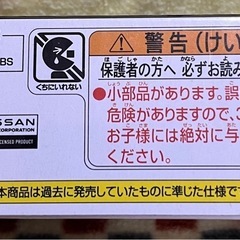 BS
くちにいれない
警告(けい
保護者の方へ 必ずお読み
●小部品があります。誤
危険がありますので、こ
お子様には絶対に与
ください。
SSAN
CORPORATION
LICENSED PRODUCT
本商品は過去に発売していたものに準じた仕様です